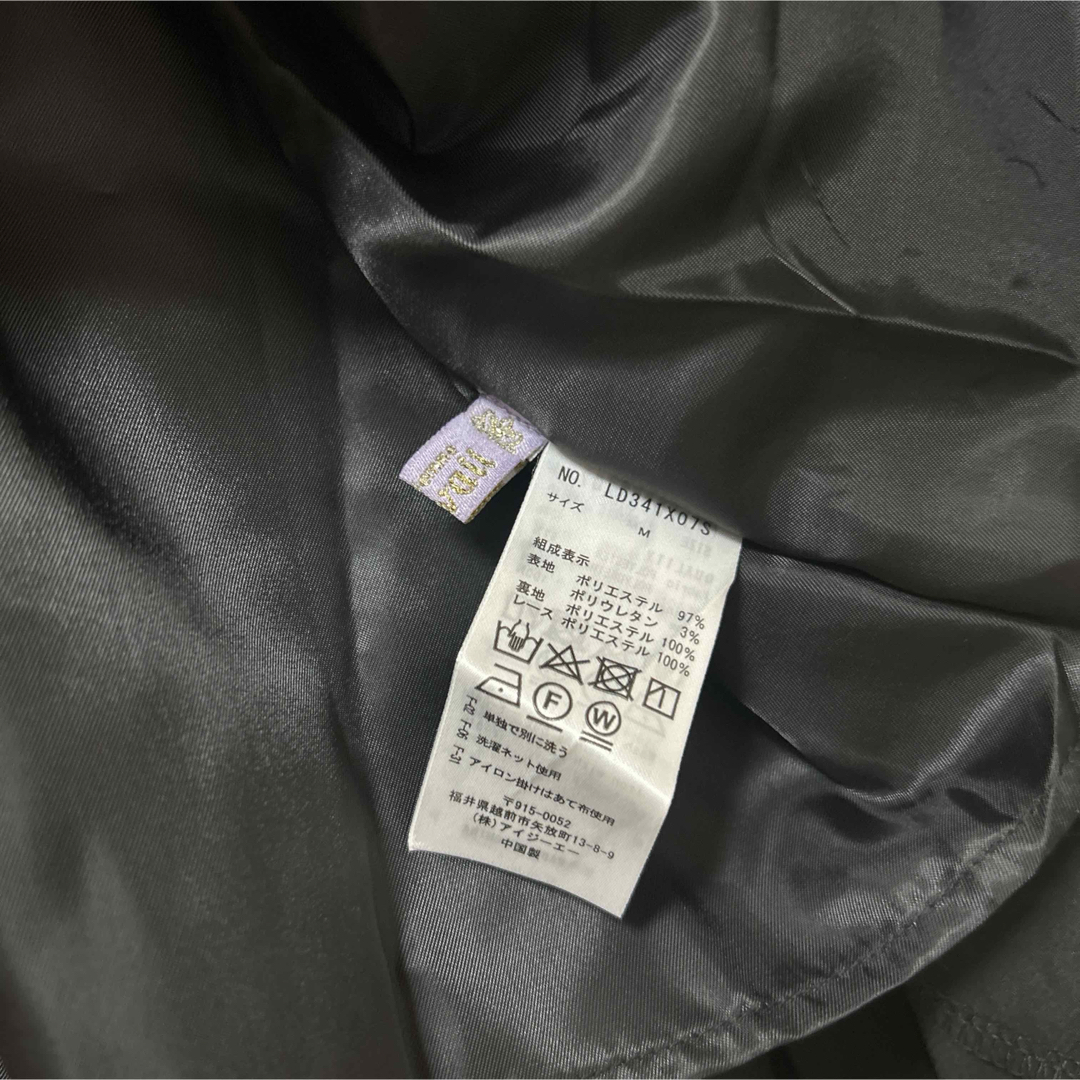 NO. LD341X07S
サイズ M
組成表示
表地 ポリエステル 97%
ポリウレタン 3%
裏地 ポリエステル 100%
レース ポリエステル 100%
F W
単独で別に洗う
洗濯ネット使用
アイロン掛けはあて布使用
〒915-0052
福井県越前市矢放町13-8-9
(株)アイジーエー
中国製